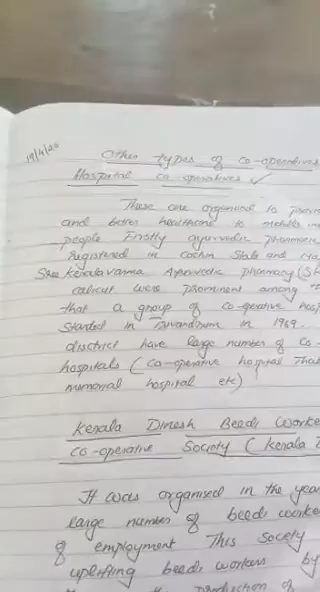 19/4/20
Other types of co-operatives
Hospital co-operatives ✓
These are organised to
and better healthcare to
people Firstly ayurvedic
Registered in Cochin State and
Sree Kerala Varma Ayurvedic pharmacy
calicut were prominent among
that a group of co-operative
Started in Trivandrum in 1969.
district have large number of co-
hospitals ( co-operative hospital
memorial hospital etc)
Kerala Dinesh Beedi Worke
co-operative Society ( Kerala
It was organised in the year
large number of beedi worke
of employment This society
uplifting beedi workers by
production of